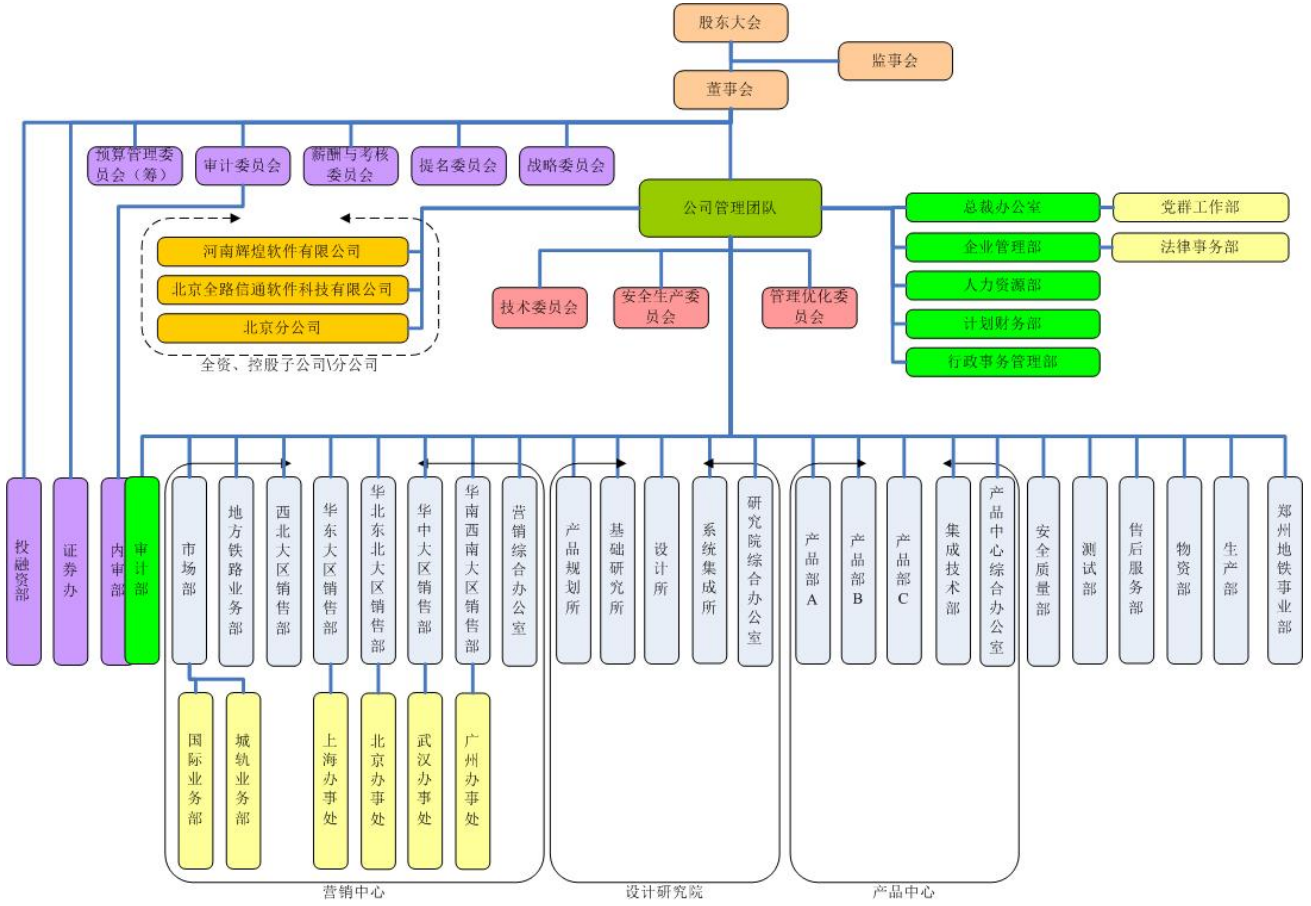 股东大会
监事会
董事会
预算管理委
员会（筹）
审计委员会
薪酬与考核
委员会
提名委员会
战略委员会
公司管理团队
总裁办公室
党群工作部
企业管理部
法律事务部
人力资源部
计划财务部
行政事务管理部
河南辉煌软件有限公司
北京全路信通软件科技有限公司
北京分公司
全资、控股子公司\分公司
技术委员会
安全生产委
员会
管理优化委
员会
投融资部
证券办
内审部
审计部
市场部
地方铁路业务部
西北大区销售部
华东大区销售部
华北东北大区销售部
华中大区销售部
华南西南大区销售部
营销综合办公室
产品规划所
基础研究所
设计所
系统集成所
研究院综合办公室
产品部A
产品部B
产品部C
集成技术部
产品中心综合办公室
安全质量部
测试部
售后服务部
物资部
生产部
郑州地铁事业部
国际业务部
城轨业务部
上海办事处
北京办事处
武汉办事处
广州办事处
营销中心
设计研究院
产品中心